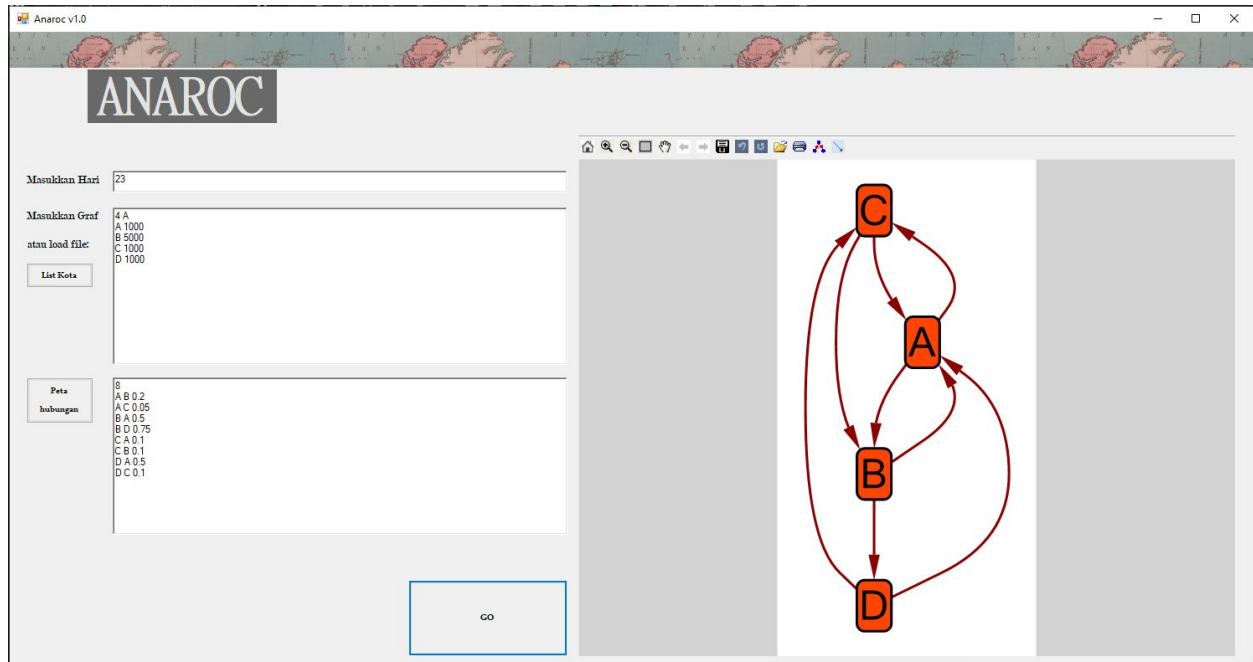 Anaroc v1.0
ANAROC
Masukkan Hari
23
Masukkan Graf
atau load file:
List Kota
4 A
A 1000
B 5000
C 1000
D 1000
Peta
hubungan
8
A B 0.2
A C 0.05
B A 0.5
B D 0.75
C A 0.1
C B 0.1
D A 0.5
D C 0.1
GO
C
A
B
D